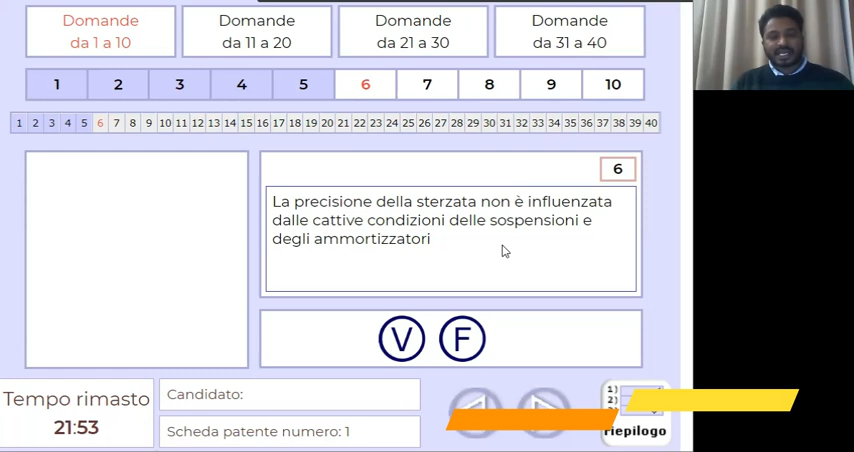 Domande
da 1 a 10
Domande
da 11 a 20
Domande
da 21 a 30
Domande
da 31 a 40
1 2 3 4 5 6 7 8 9 10
1 2 3 4 5 6 7 8 9 10 11 12 13 14 15 16 17 18 19 20 21 22 23 24 25 26 27 28 29 30 31 32 33 34 35 36 37 38 39 40
6
La precisione della sterzata non è influenzata
dalle cattive condizioni delle sospensioni e
degli ammortizzatori
V F
Tempo rimasto
21:53
Candidato:
Scheda patente numero: 1
1)
2)
riepilogo